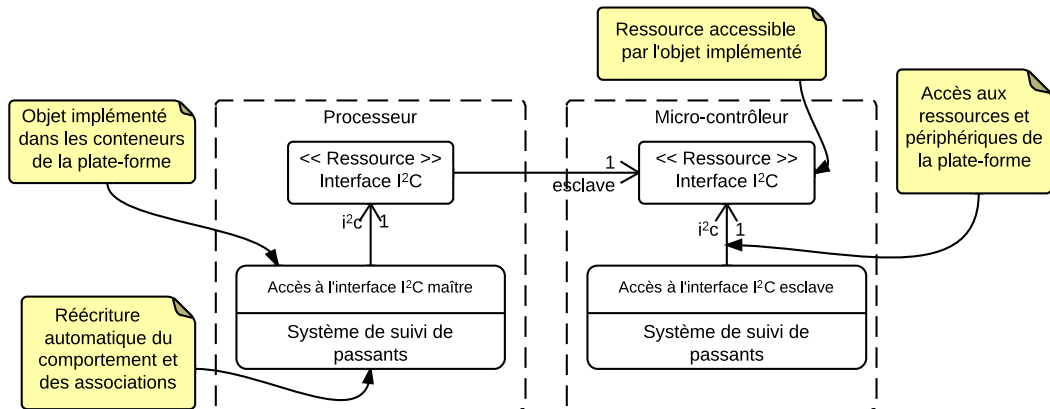 Ressource accessible
par l'objet implémenté
Objet implémenté
dans les conteneurs
de la plate-forme
Accès aux
ressources et
périphériques de
la plate-forme
Processeur
Micro-contrôleur
<< Ressource >>
Interface I²C
1
esclave
<< Ressource >>
Interface I²C
i²c
1
i²c
1
Accès à l'interface I²C maître
Système de suivi de
passants
Accès à l'interface I²C esclave
Système de suivi de
passants
Réécriture
automatique du
comportement et
des associations